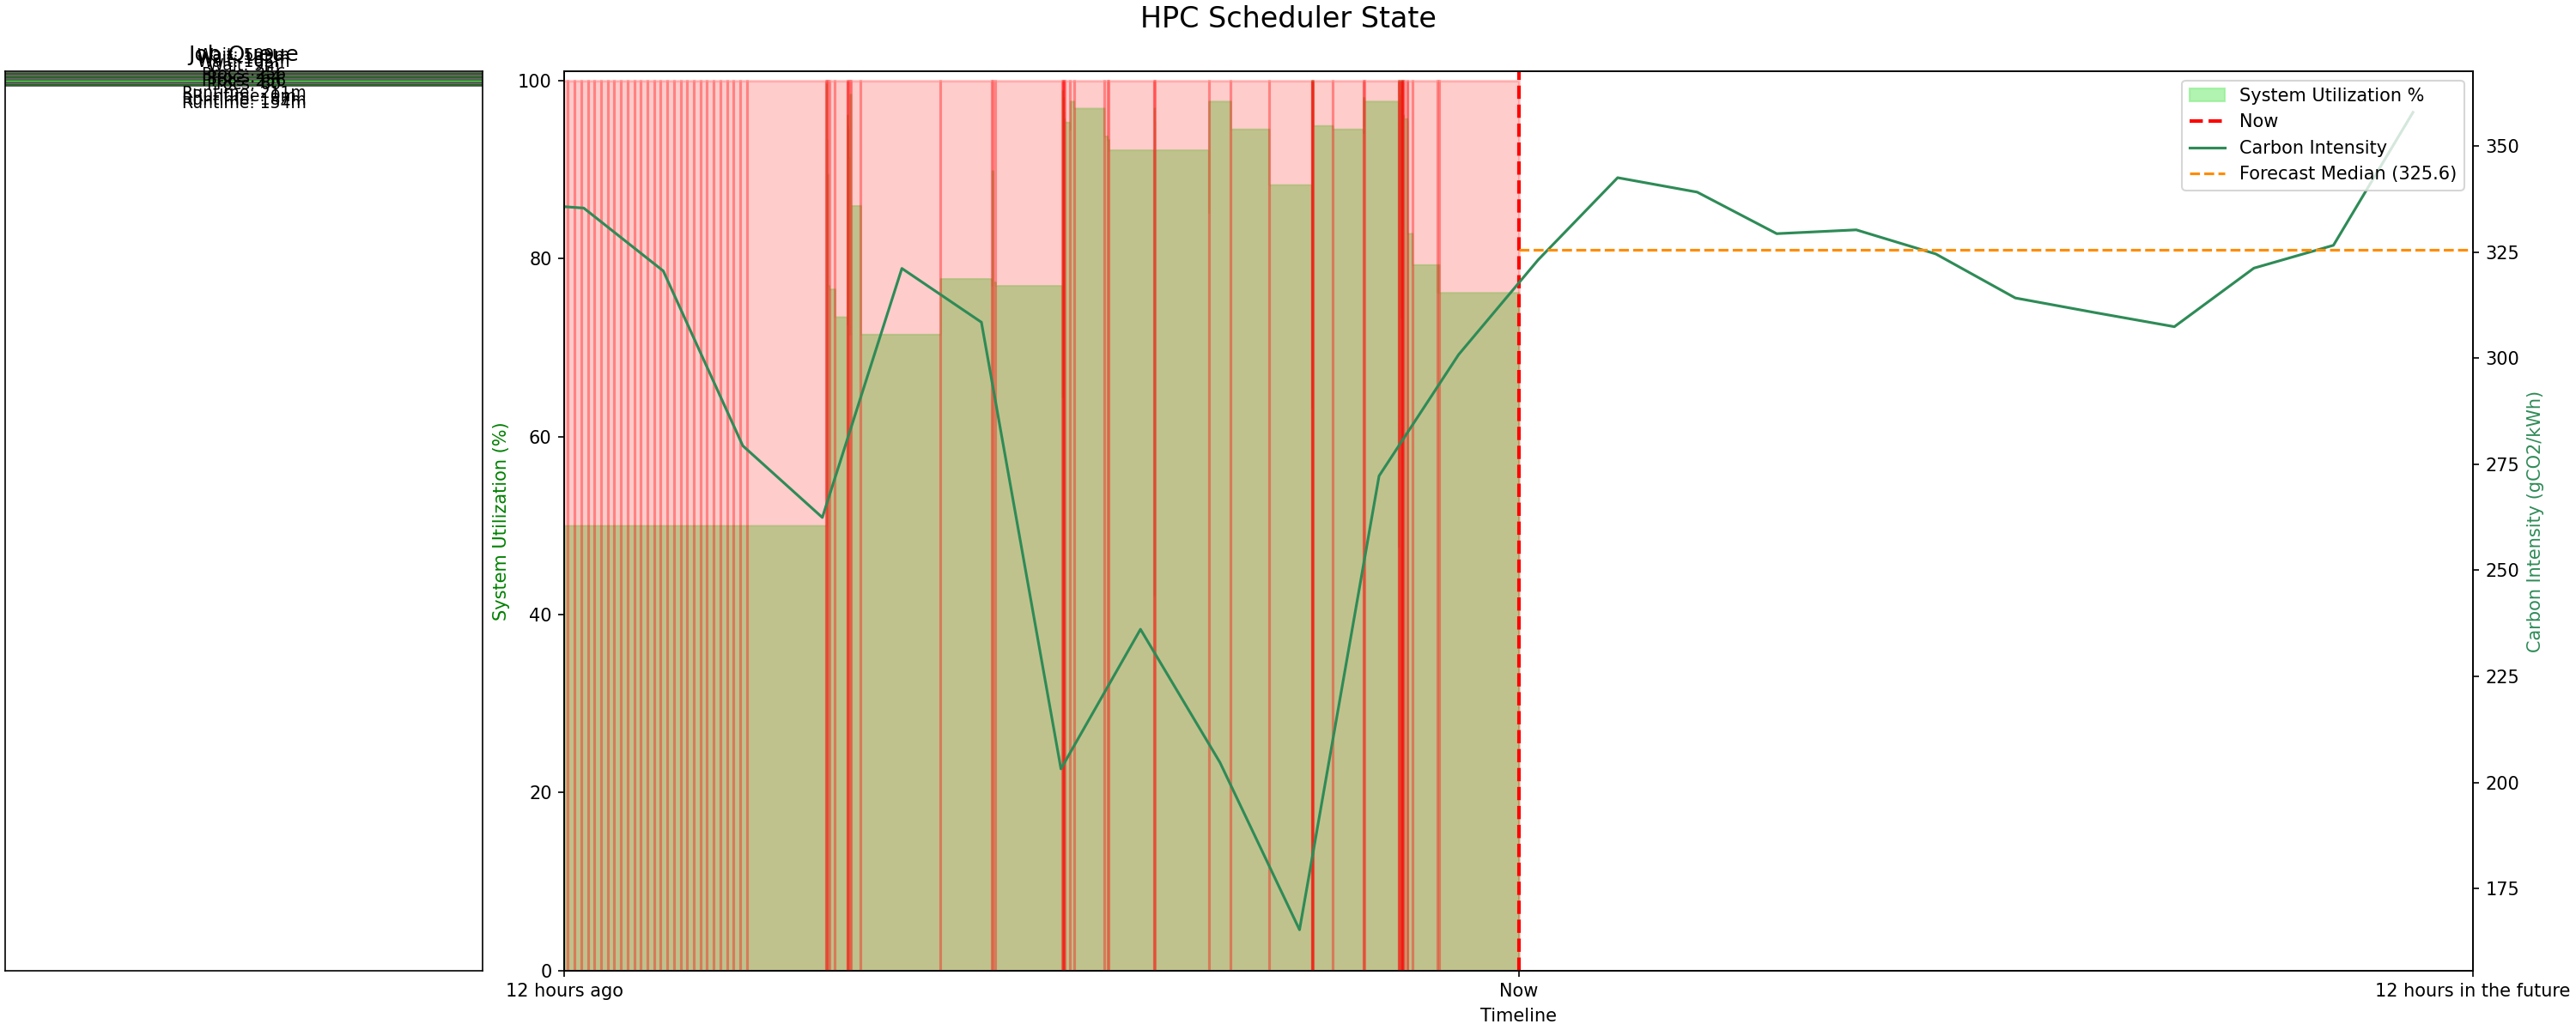 HPC Scheduler State
Job Queue
System Utilization (%)
100
80
60
40
20
0
System Utilization %
Now
Carbon Intensity
Forecast Median (325.6)
350
325
300
275
250
225
200
175
Carbon Intensity (gCO2/kWh)
12 hours ago
Now
12 hours in the future
Timeline